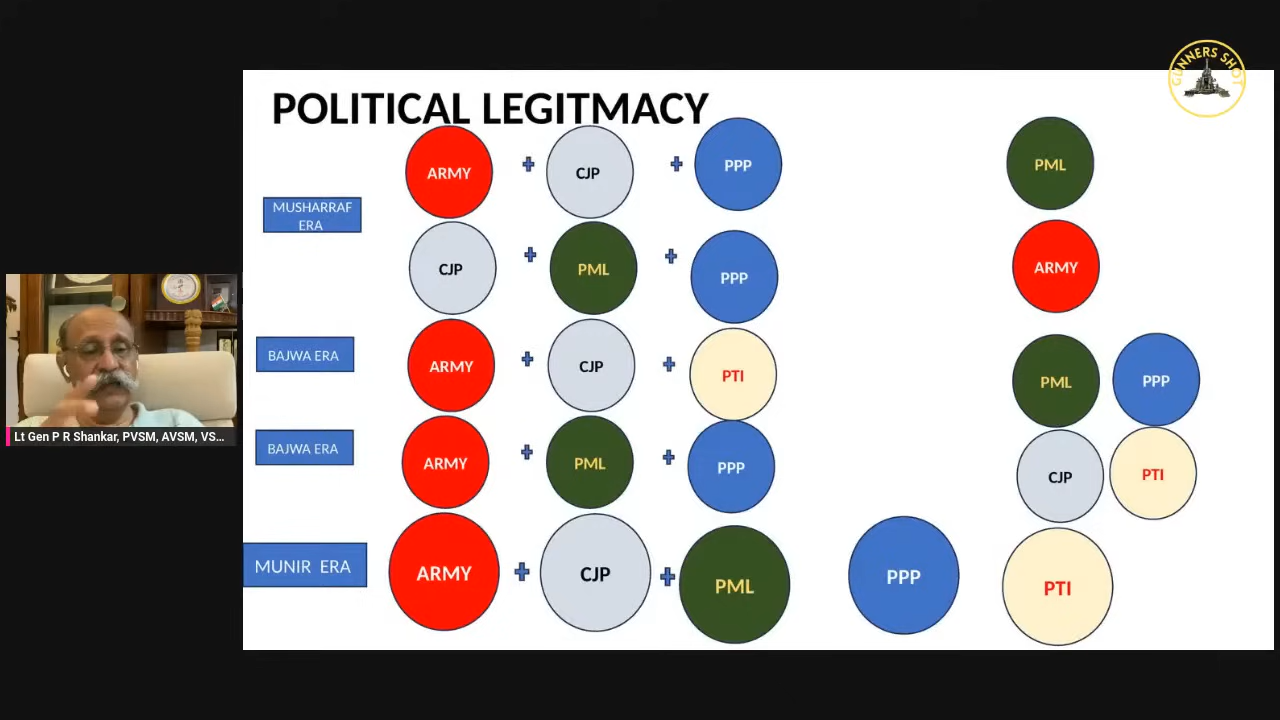 GUNNERS SHOT
POLITICAL LEGITMACY
ARMY
CJP
PPP
PML
MUSHARRAF
ERA
CJP
PML
PPP
ARMY
BAJWA ERA
ARMY
CJP
PTI
PML
PPP
BAJWA ERA
ARMY
PML
PPP
CJP
PTI
MUNIR ERA
ARMY
CJP
PML
PPP
PTI
Lt Gen P R Shankar, PVSM, AVSM, VS...